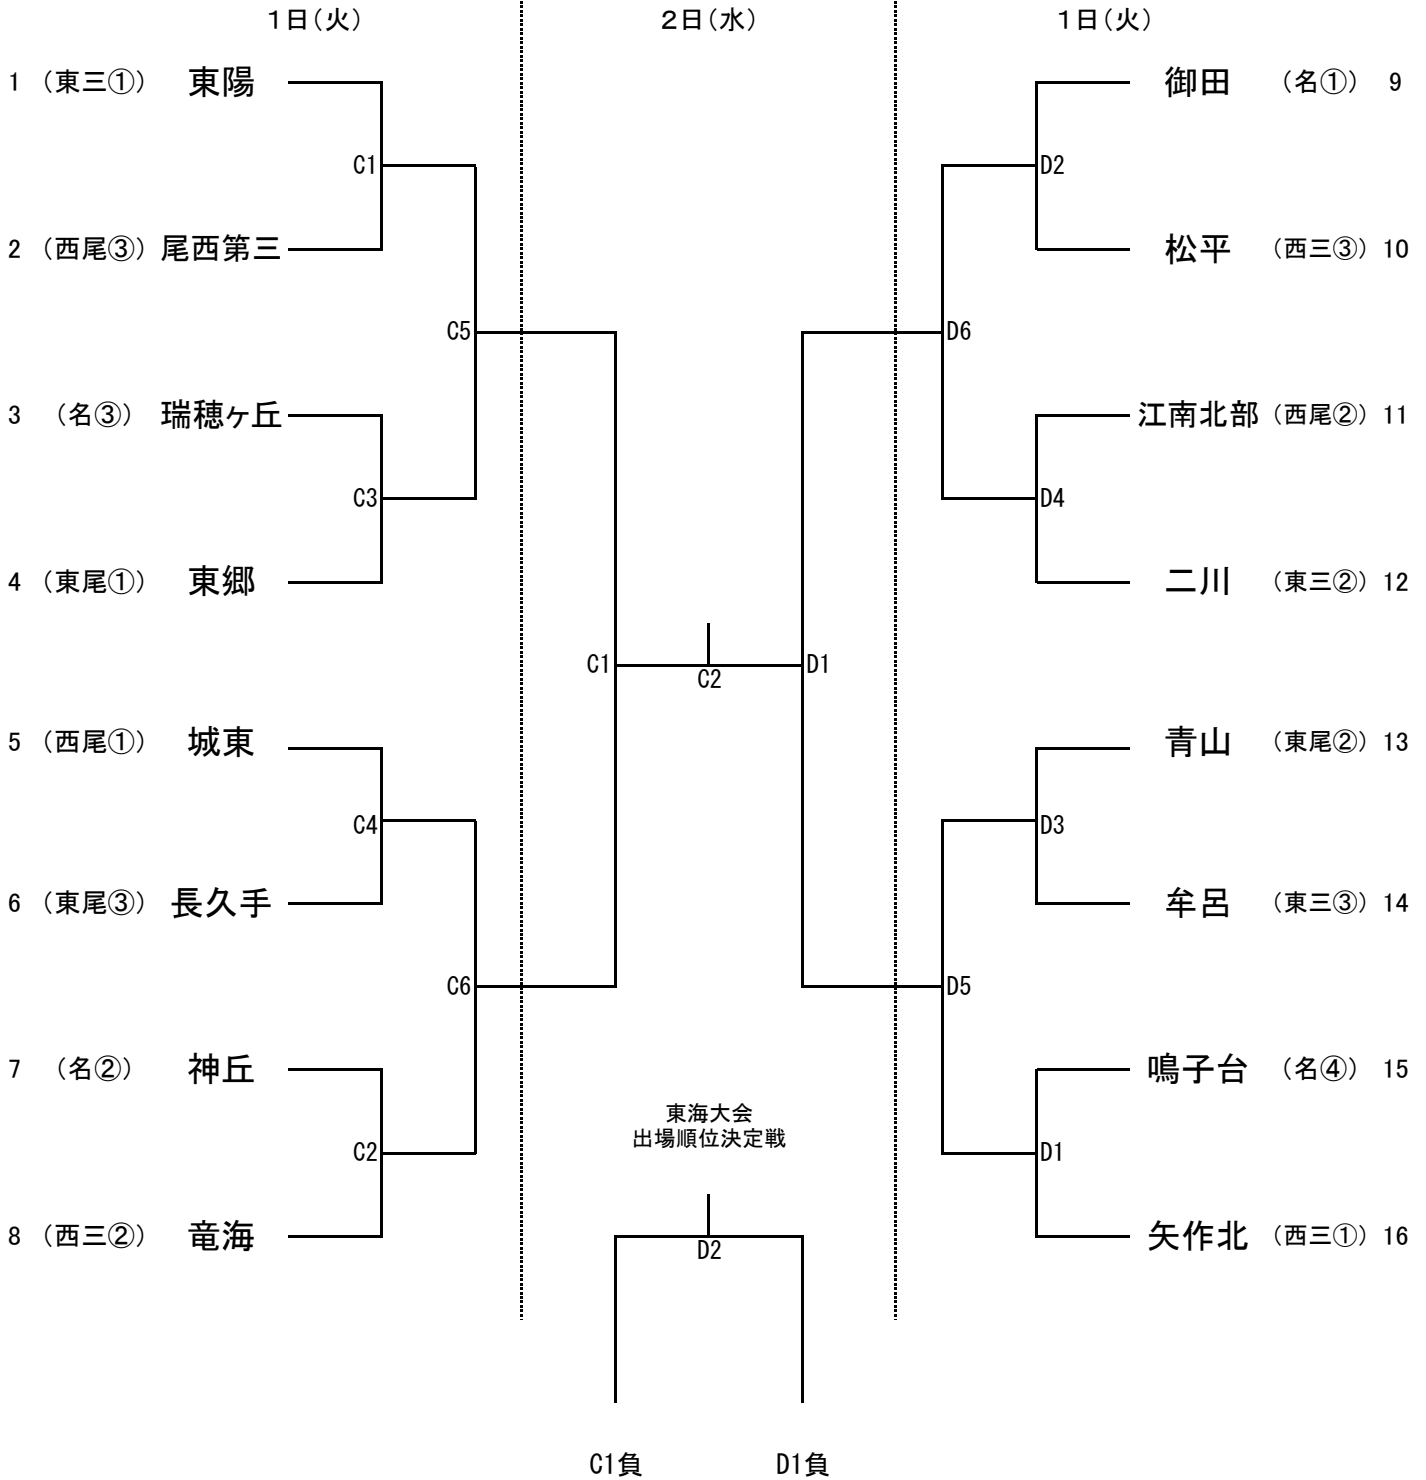 1日(火) 2日(水) 1日(火)
1 (東三①) 東陽 御田 (名①) 9
C1 D2
2 (西尾③) 尾西第三 松平 (西三③) 10
C5 D6
3 (名③) 瑞穂ヶ丘 江南北部 (西尾②) 11
C3 D4
4 (東尾①) 東郷 二川 (東三②) 12
C1 D1
C2
5 (西尾①) 城東 青山 (東尾②) 13
C4 D3
6 (東尾③) 長久手 牟呂 (東三③) 14
C6 D5
7 (名②) 神丘 鳴子台 (名④) 15
東海大会
出場順位決定戦
C2 D1
8 (西三②) 竜海 矢作北 (西三①) 16
D2
C1負 D1負